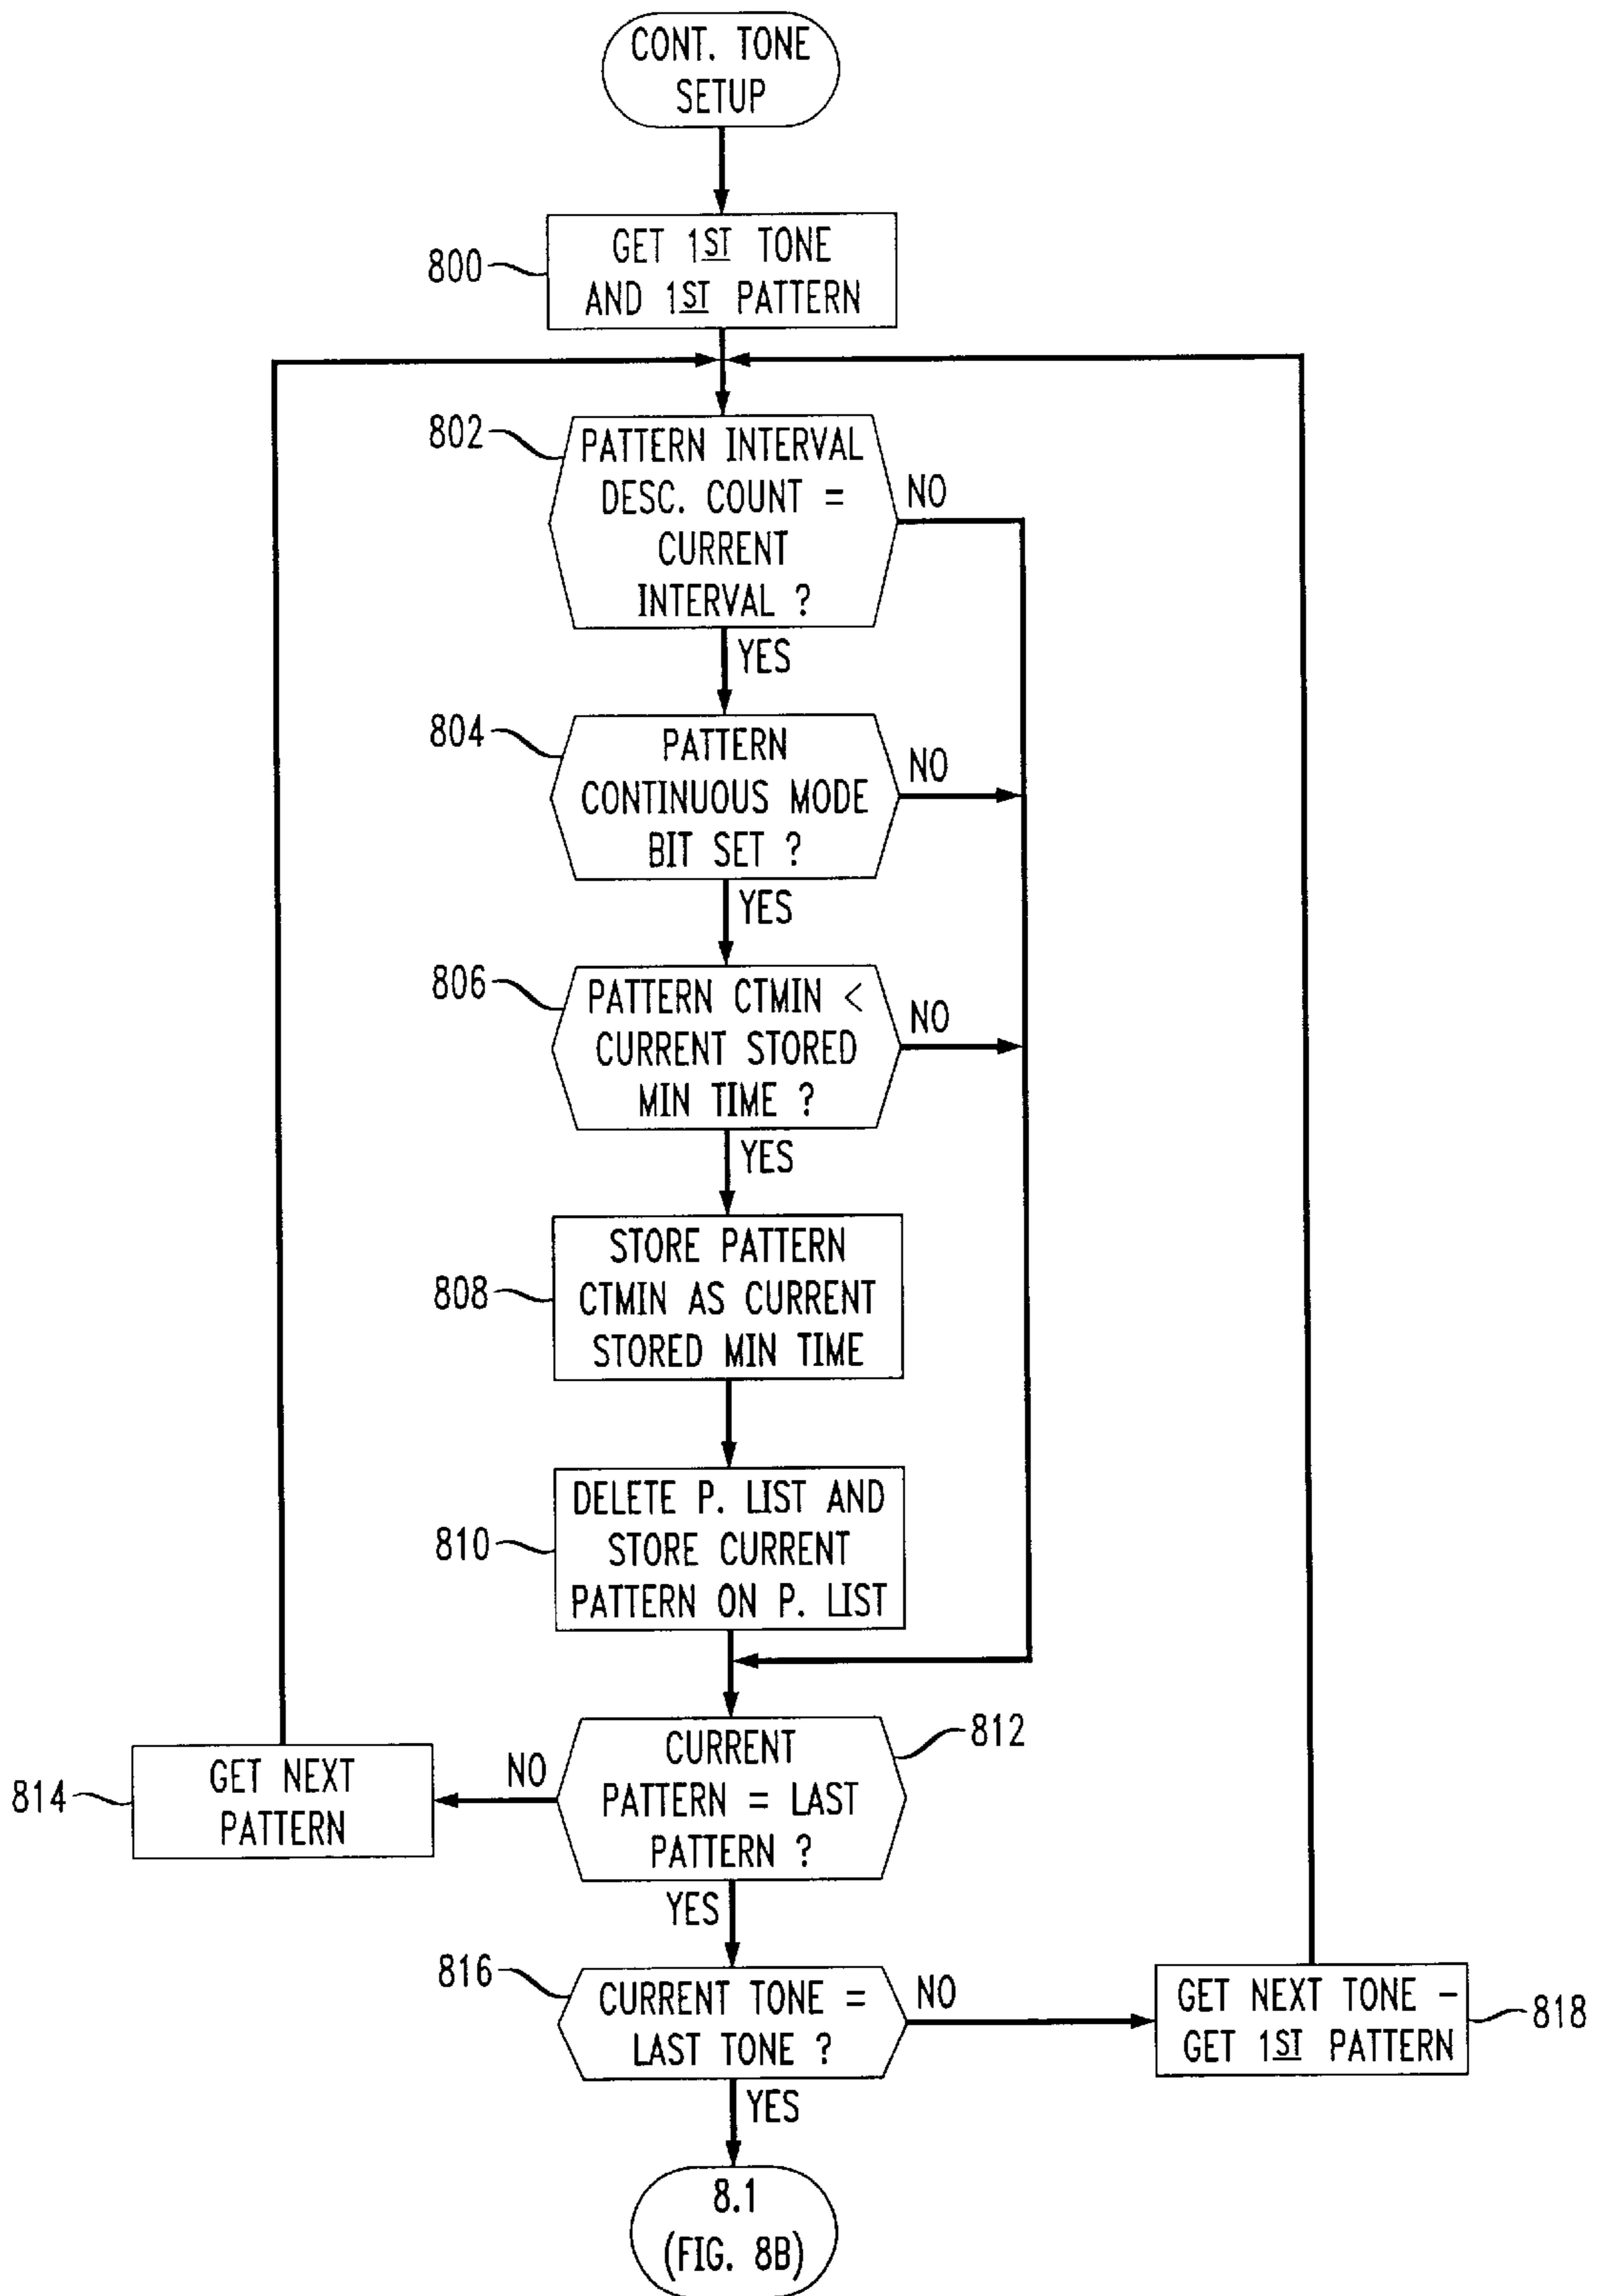 CONT. TONE
SETUP
800
GET 1ST TONE
AND 1ST PATTERN
802
PATTERN INTERVAL
DESC. COUNT =
CURRENT
INTERVAL ?
NO
YES
804
PATTERN
CONTINUOUS MODE
BIT SET ?
NO
YES
806
PATTERN CTMIN <
CURRENT STORED
MIN TIME ?
NO
YES
808
STORE PATTERN
CTMIN AS CURRENT
STORED MIN TIME
810
DELETE P. LIST AND
STORE CURRENT
PATTERN ON P. LIST
812
CURRENT
PATTERN = LAST
PATTERN ?
NO
814
GET NEXT
PATTERN
YES
816
CURRENT TONE =
LAST TONE ?
NO
GET NEXT TONE –
GET 1ST PATTERN
818
YES
8.1
(FIG. 8B)